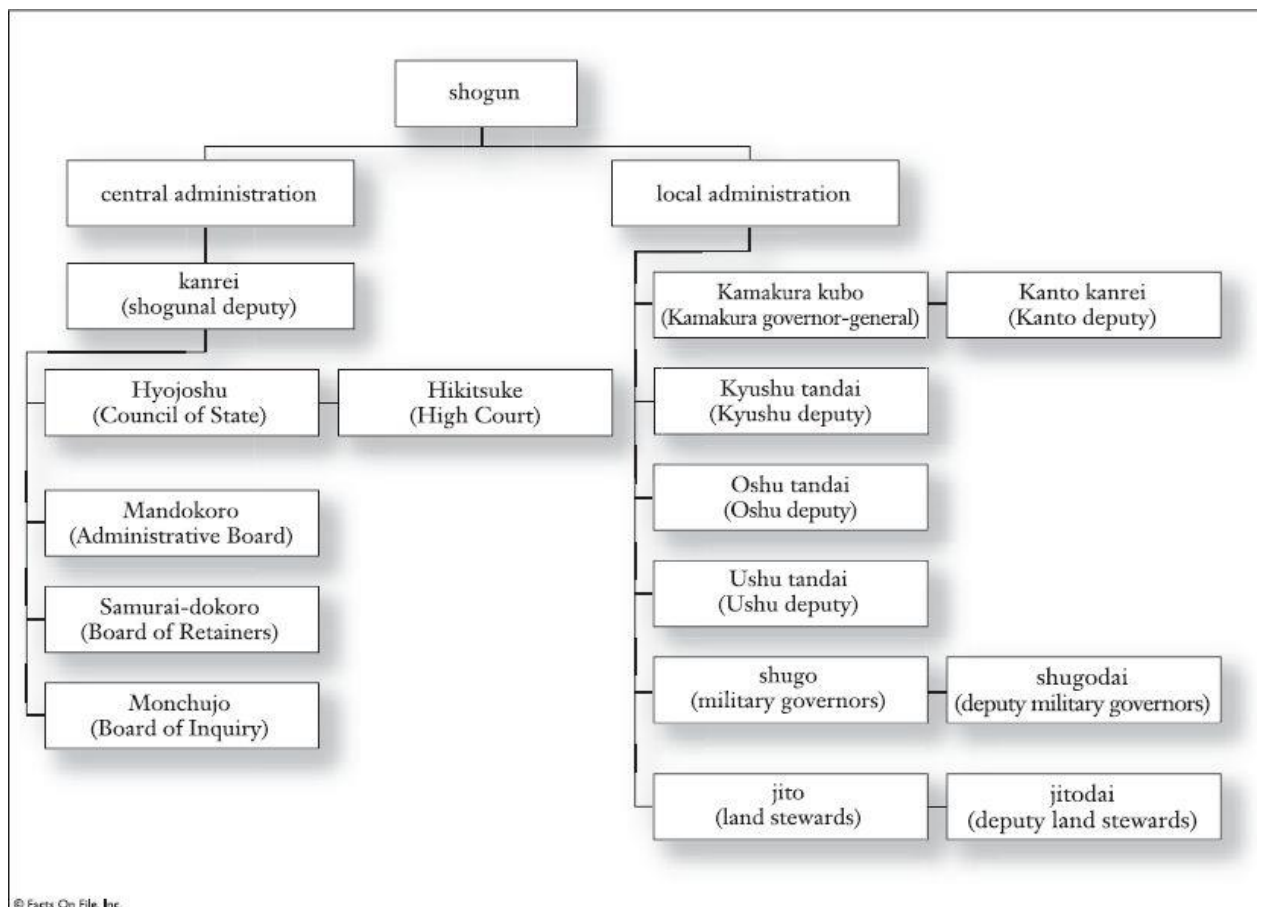 shogun
central administration
local administration
kanrei
(shogunal deputy)
Kamakura kubo
(Kamakura governor-general)
Kanto kanrei
(Kanto deputy)
Hyojoshu
(Council of State)
Hikitsuke
(High Court)
Kyushu tandai
(Kyushu deputy)
Oshu tandai
(Oshu deputy)
Mandokoro
(Administrative Board)
Ushu tandai
(Ushu deputy)
Samurai-dokoro
(Board of Retainers)
shugo
(military governors)
shugodai
(deputy military governors)
Monchujo
(Board of Inquiry)
jito
(land stewards)
jitodai
(deputy land stewards)
© Facts On File, Inc.